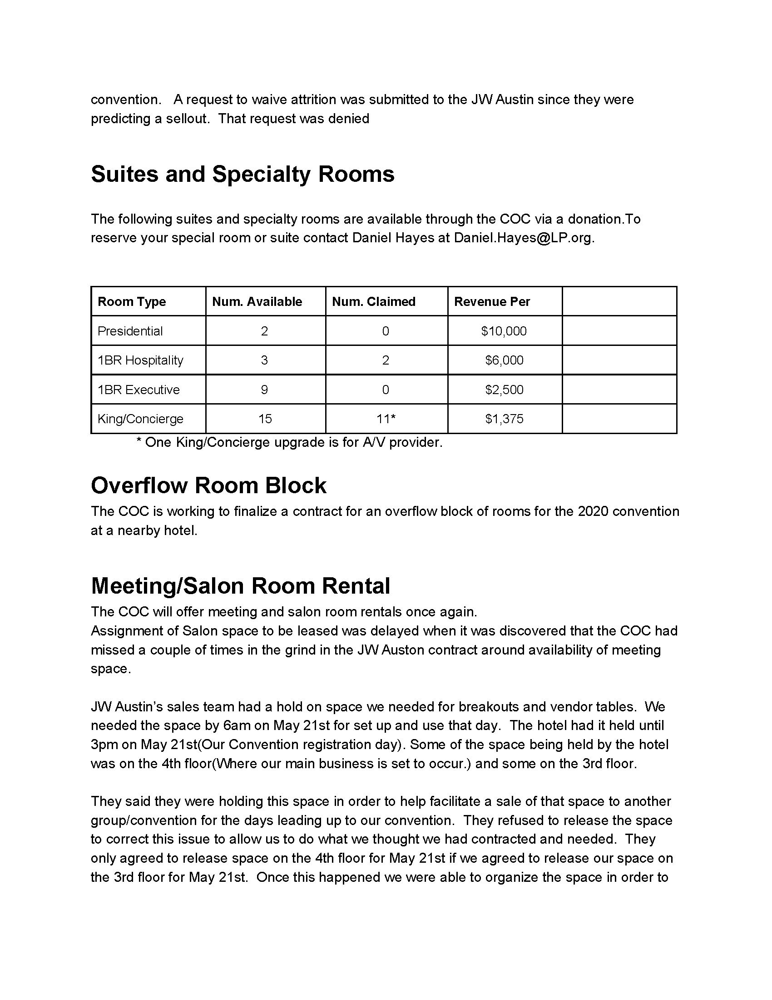 convention.   A request to waive attrition was submitted to the JW Austin since they were
predicting a sellout.  That request was denied
Suites and Specialty Rooms
The following suites and specialty rooms are available through the COC via a donation.To
reserve your special room or suite contact Daniel Hayes at Daniel.Hayes@LP.org.
Room Type Num. Available Num. Claimed Revenue Per
Presidential 2 0 $10,000
1BR Hospitality 3 2 $6,000
1BR Executive 9 0 $2,500
King/Concierge 15 11* $1,375
* One King/Concierge upgrade is for A/V provider.
Overflow Room Block
The COC is working to finalize a contract for an overflow block of rooms for the 2020 convention
at a nearby hotel.
Meeting/Salon Room Rental
The COC will offer meeting and salon room rentals once again.
Assignment of Salon space to be leased was delayed when it was discovered that the COC had
missed a couple of times in the grind in the JW Auston contract around availability of meeting
space.
JW Austin’s sales team had a hold on space we needed for breakouts and vendor tables.  We
needed the space by 6am on May 21st for set up and use that day.  The hotel had it held until
3pm on May 21st(Our Convention registration day). Some of the space being held by the hotel
was on the 4th floor(Where our main business is set to occur.) and some on the 3rd floor.
They said they were holding this space in order to help facilitate a sale of that space to another
group/convention for the days leading up to our convention.  They refused to release the space
to correct this issue to allow us to do what we thought we had contracted and needed.  They
only agreed to release space on the 4th floor for May 21st if we agreed to release our space on
the 3rd floor for May 21st.  Once this happened we were able to organize the space in order to